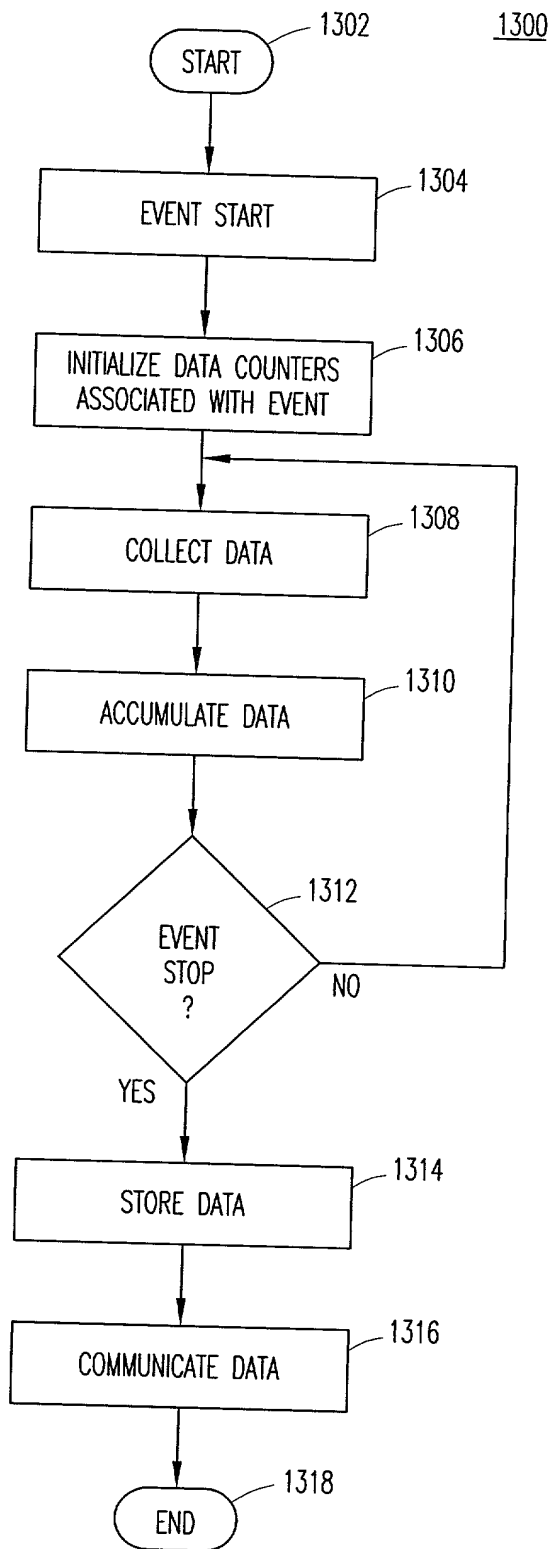 1300
1302
START
1304
EVENT START
1306
INITIALIZE DATA COUNTERS
ASSOCIATED WITH EVENT
1308
COLLECT DATA
1310
ACCUMULATE DATA
1312
EVENT
STOP
?
NO
YES
1314
STORE DATA
1316
COMMUNICATE DATA
1318
END